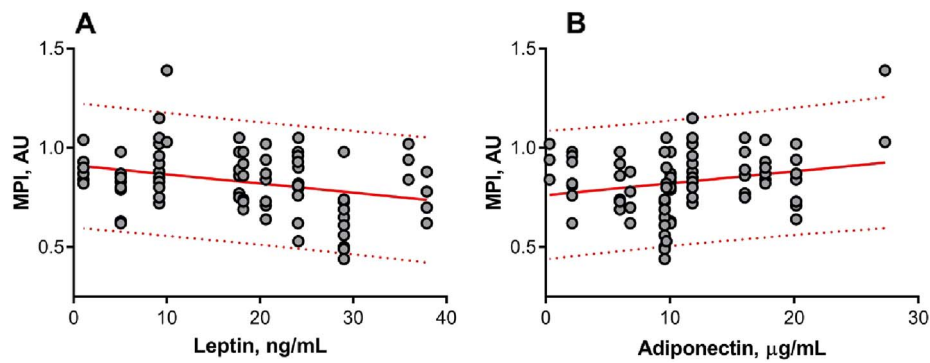 A
1.5
1.0
0.5
MPI, AU
0 10 20 30 40
Leptin, ng/mL
B
1.5
1.0
0.5
MPI, AU
0 10 20 30
Adiponectin, μg/mL